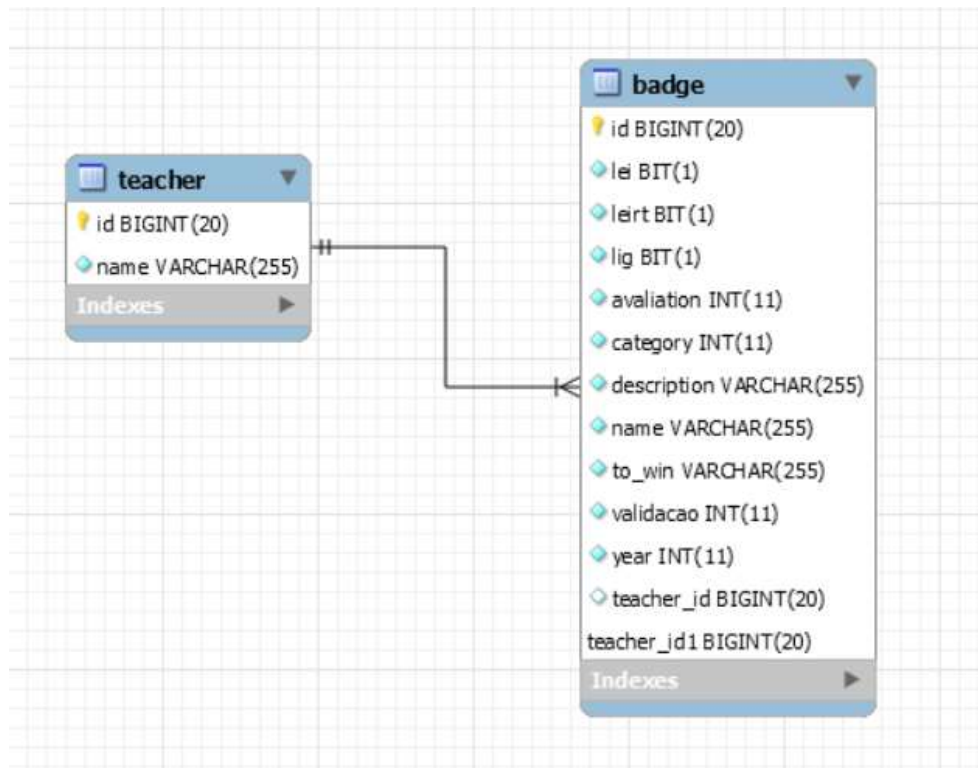 teacher
id BIGINT(20)
name VARCHAR(255)
Indexes
badge
id BIGINT(20)
lei BIT(1)
leirt BIT(1)
lig BIT(1)
avaliation INT(11)
category INT(11)
description VARCHAR(255)
name VARCHAR(255)
to_win VARCHAR(255)
validacao INT(11)
year INT(11)
teacher_id BIGINT(20)
teacher_id1 BIGINT(20)
Indexes